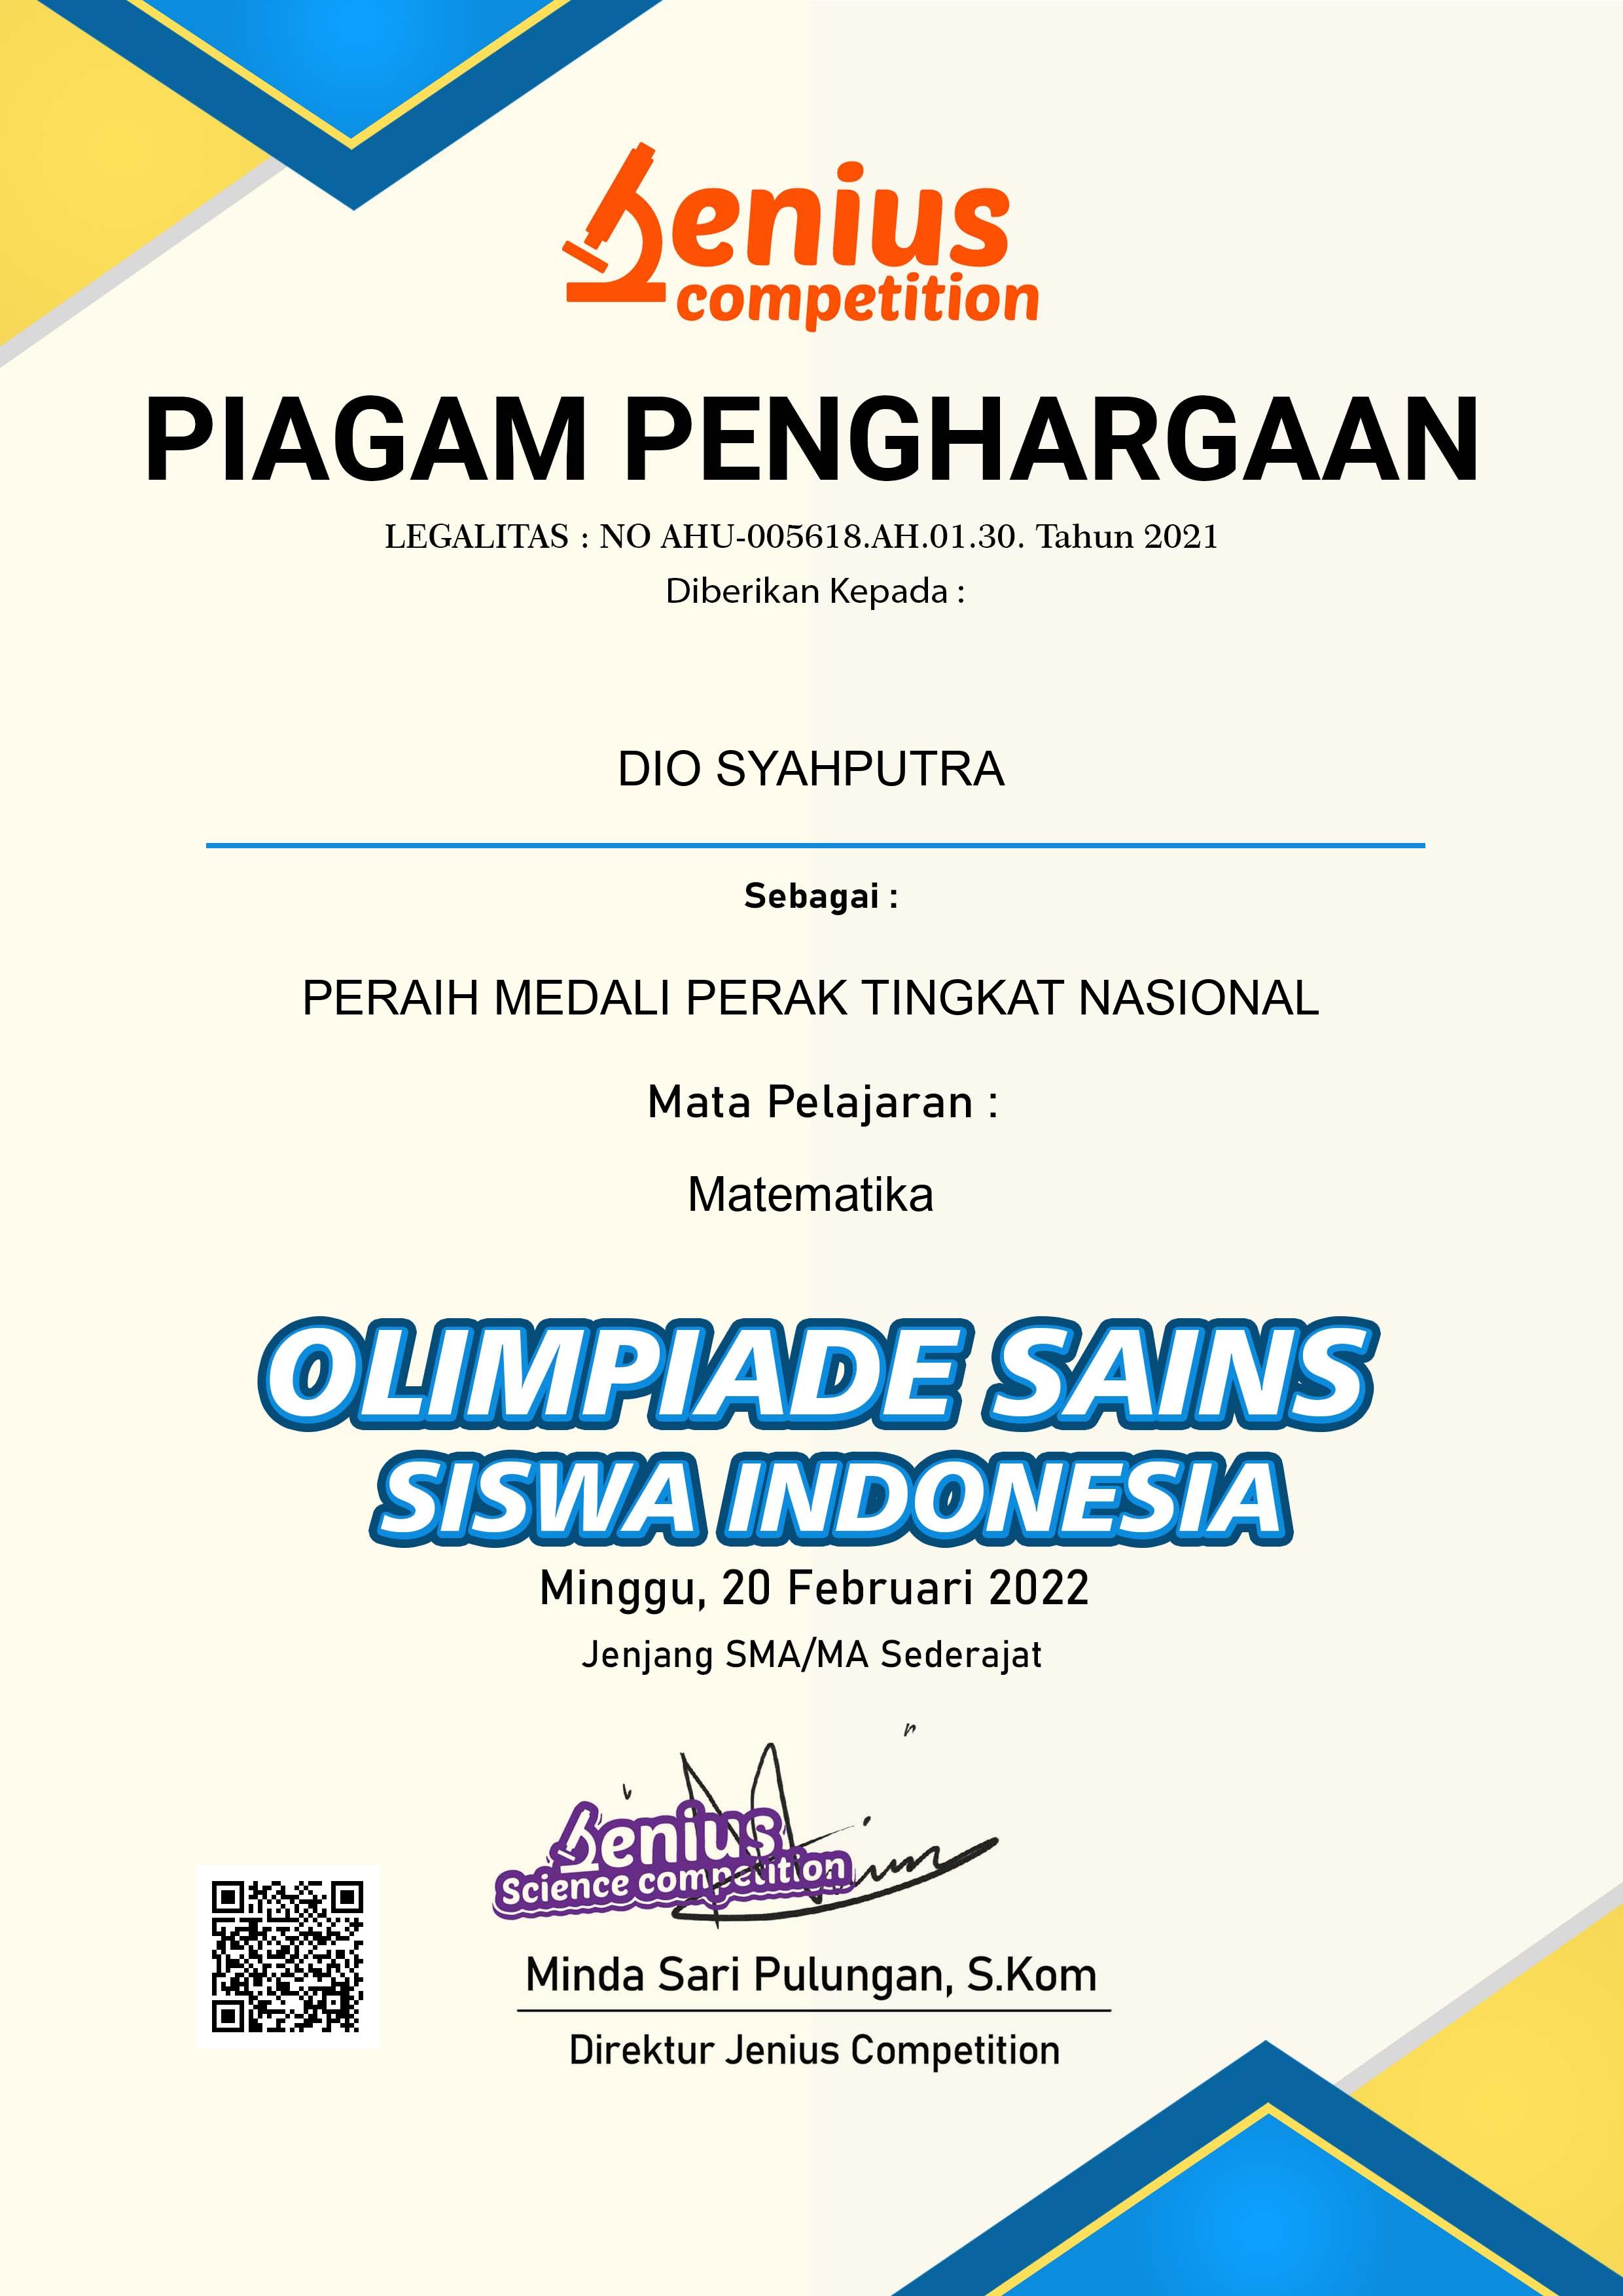 Jenius
competition
PIAGAM PENGHARGAAN
LEGALITAS : NO AHU-005618.AH.01.30. Tahun 2021
Diberikan Kepada :
DIO SYAHPUTRA
Sebagai :
PERAIH MEDALI PERAK TINGKAT NASIONAL
Mata Pelajaran :
Matematika
OLIMPIADE SAINS
SISWA INDONESIA
Minggu, 20 Februari 2022
Jenjang SMA/MA Sederajat
Jenius
Science competition
Minda Sari Pulungan, S.Kom
Direktur Jenius Competition